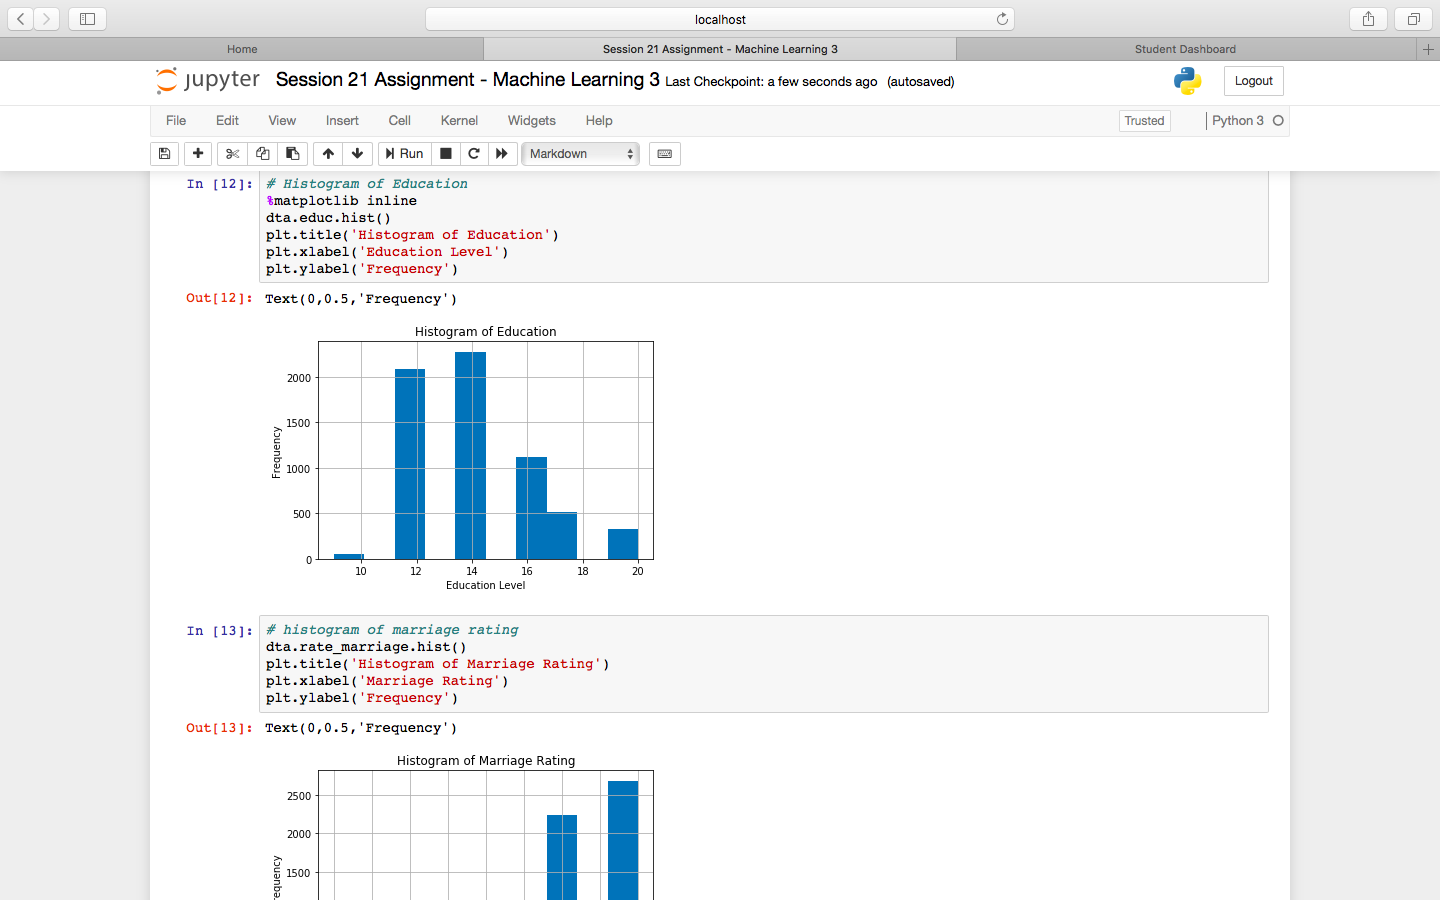 localhost
Home
Session 21 Assignment - Machine Learning 3
Student Dashboard
jupyter Session 21 Assignment - Machine Learning 3 Last Checkpoint: a few seconds ago (autosaved)
Logout
File Edit View Insert Cell Kernel Widgets Help
Trusted
Python 3
Run
Markdown
In [12]:
# Histogram of Education
%matplotlib inline
dta.educ.hist()
plt.title('Histogram of Education')
plt.xlabel('Education Level')
plt.ylabel('Frequency')
Out[12]: Text(0,0.5,'Frequency')
Histogram of Education
2000
1500
1000
500
0
Frequency
10 12 14 16 18 20
Education Level
In [13]:
# histogram of marriage rating
dta.rate_marriage.hist()
plt.title('Histogram of Marriage Rating')
plt.xlabel('Marriage Rating')
plt.ylabel('Frequency')
Out[13]: Text(0,0.5,'Frequency')
Histogram of Marriage Rating
2500
2000
1500
equency